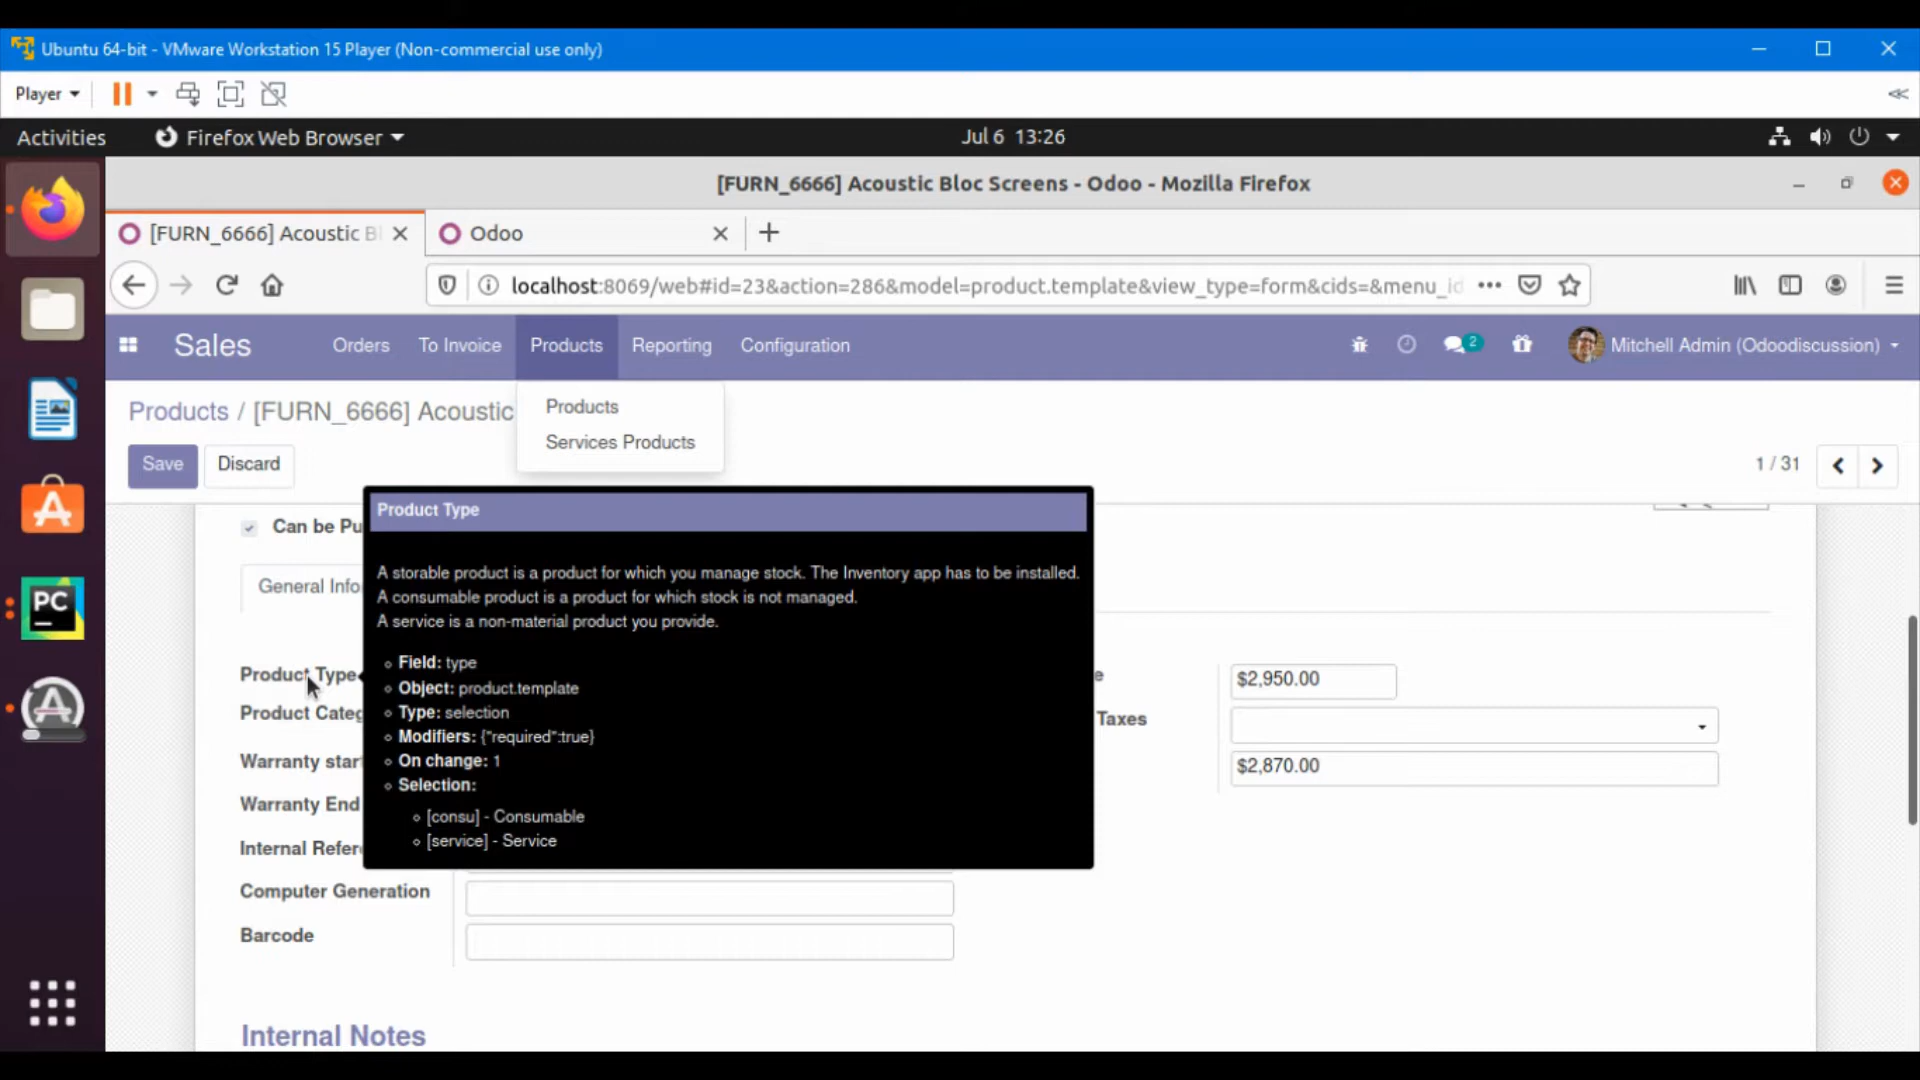 Ubuntu 64-bit - VMware Workstation 15 Player (Non-commercial use only)
Player
Activities
Firefox Web Browser
Jul 6 13:26
[FURN_6666] Acoustic Bloc Screens - Odoo - Mozilla Firefox
[FURN_6666] Acoustic Bl
Odoo
localhost:8069/web#id=23&action=286&model=product.template&view_type=form&cids=&menu_id
Sales
Orders
To Invoice
Products
Reporting
Configuration
2
Mitchell Admin (Odoodiscussion)
Products / [FURN_6666] Acoustic
Products
Services Products
Save
Discard
1 / 31
Can be Pu
General Info
Product Type
A storable product is a product for which you manage stock. The Inventory app has to be installed.
A consumable product is a product for which stock is not managed.
A service is a non-material product you provide.
Field: type
Object: product.template
Type: selection
Modifiers: {"required":true}
On change: 1
Selection:
[consu] - Consumable
[service] - Service
Product Type
e
$2,950.00
Product Categ
Taxes
Warranty star
$2,870.00
Warranty End
Internal Refer
Computer Generation
Barcode
Internal Notes
PC